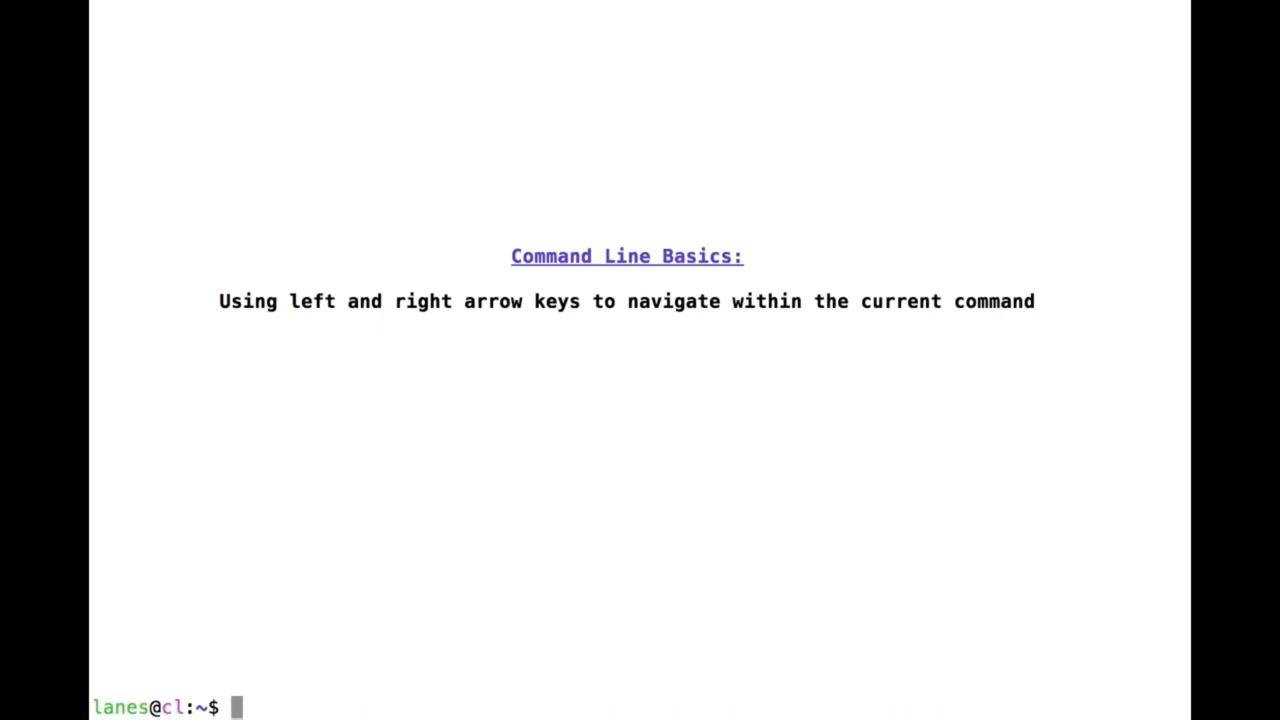 Command Line Basics:
Using left and right arrow keys to navigate within the current command
lanes@cl:~$